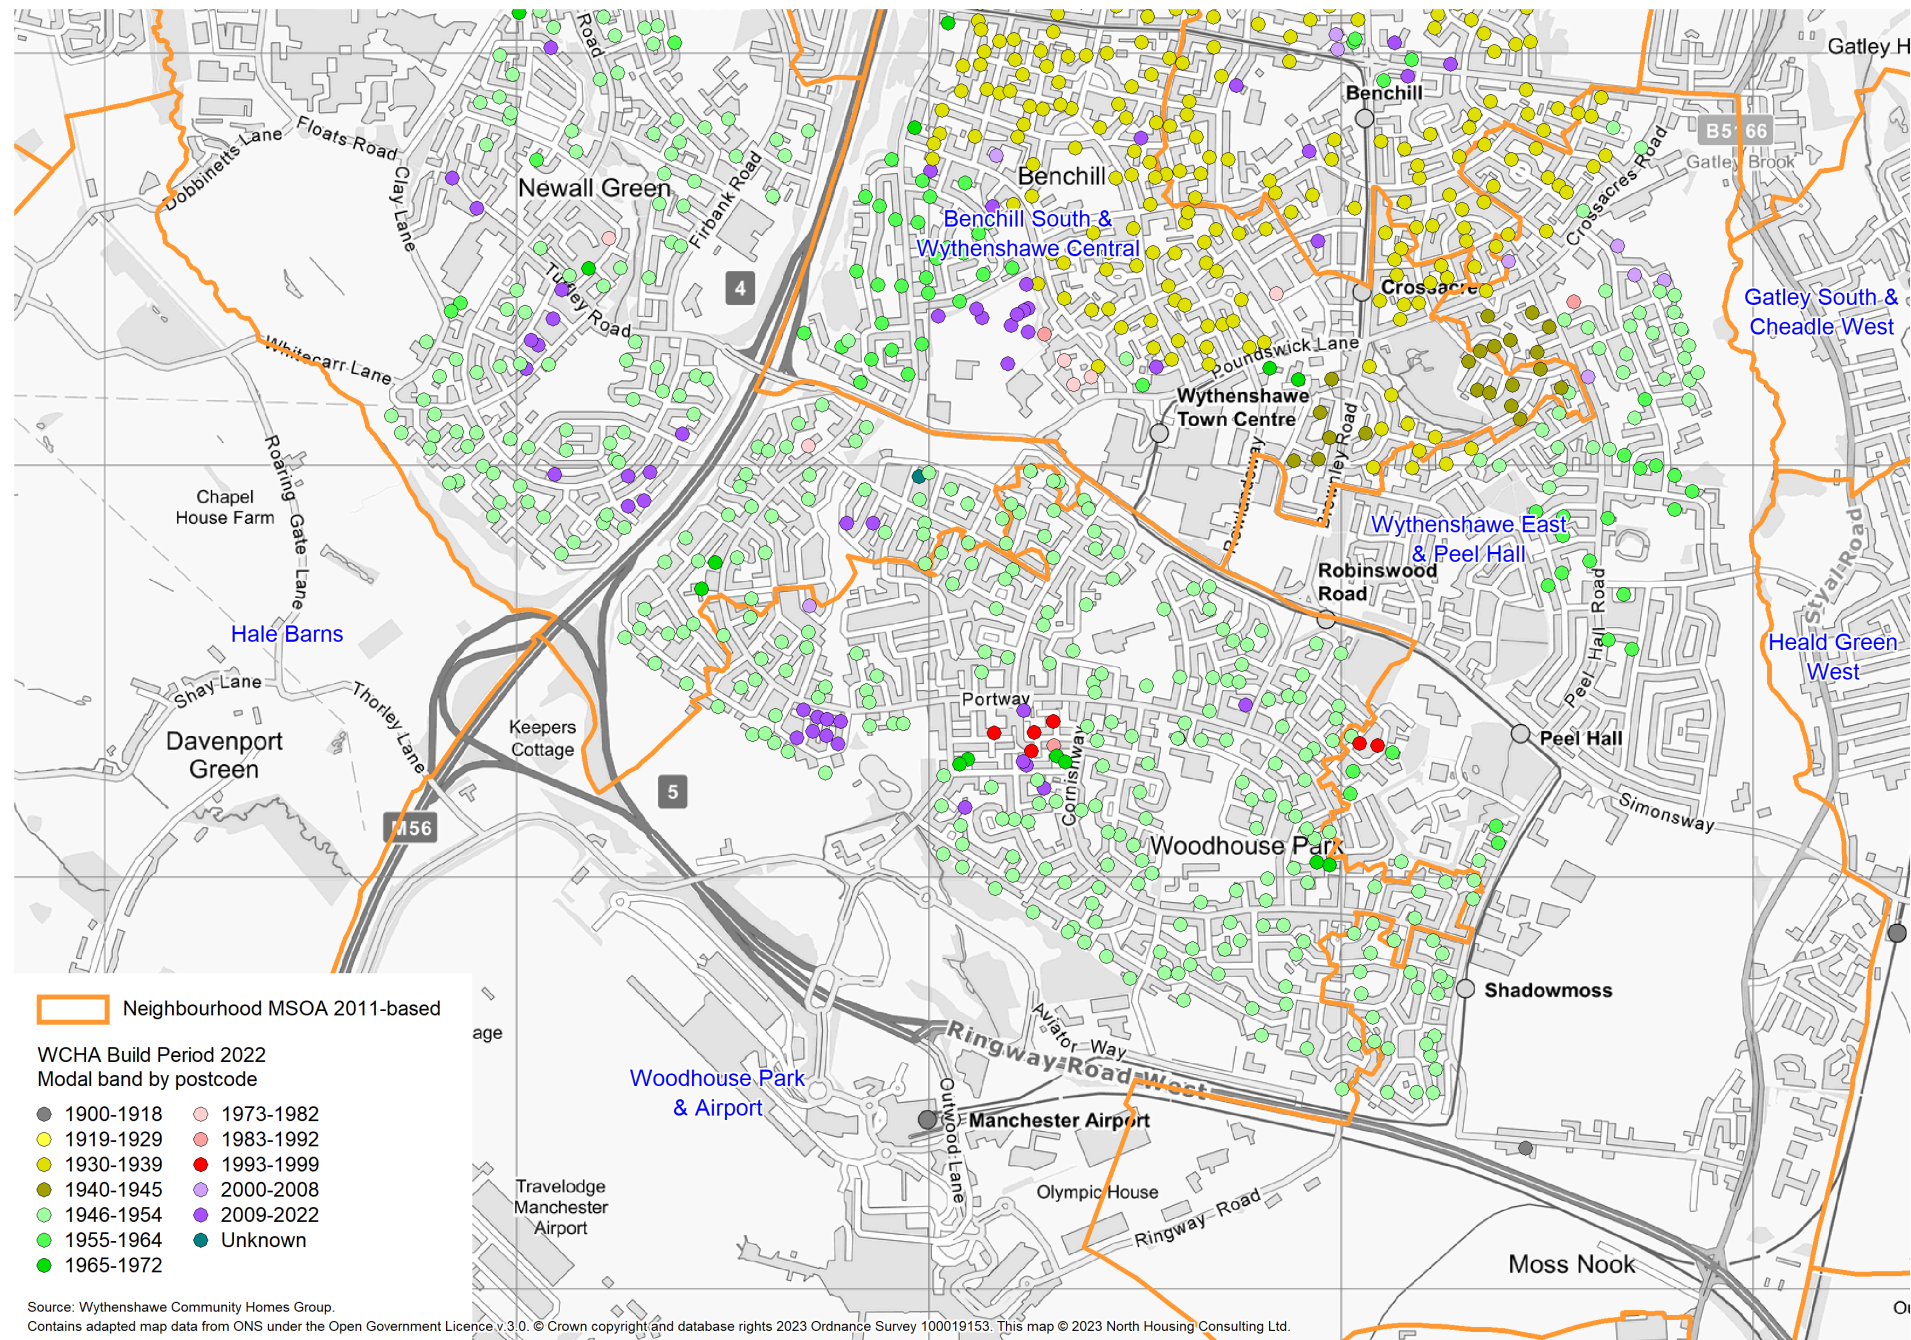 Gatley H
Road
Benchill
B5166
Gatley Brook
Floats Road
Dobbinetts Lane
Clay Lane
Newall Green
Firbank Road
Benchill
Crossacres Road
Benchill South &
Wythenshawe Central
4
Tuffley Road
Crossacre
Gatley South &
Cheadle West
Whitecarr Lane
Poundswick Lane
Wythenshawe
Town Centre
Brownley Road
Roaring Gate Lane
Chapel
House Farm
Wythenshawe East
& Peel Hall
Styal Road
Robinswood
Road
Peel Hall Road
Hale Barns
Heald Green
West
Shay Lane
Thorley Lane
Portway
Keepers
Cottage
Davenport
Green
Cornishway
Peel Hall
5
Simonsway
M56
Woodhouse Park
Shadowmoss
age
Aviator Way
Ringway Road West
Woodhouse Park
& Airport
Outwood Lane
Manchester Airport
Travelodge
Manchester
Airport
Olympic House
Ringway Road
Moss Nook
Ou
Neighbourhood MSOA 2011-based
WCHA Build Period 2022
Modal band by postcode
1900-1918
1919-1929
1930-1939
1940-1945
1946-1954
1955-1964
1965-1972
1973-1982
1983-1992
1993-1999
2000-2008
2009-2022
Unknown
Source: Wythenshawe Community Homes Group.
Contains adapted map data from ONS under the Open Government Licence v.3.0. © Crown copyright and database rights 2023 Ordnance Survey 100019153. This map © 2023 North Housing Consulting Ltd.